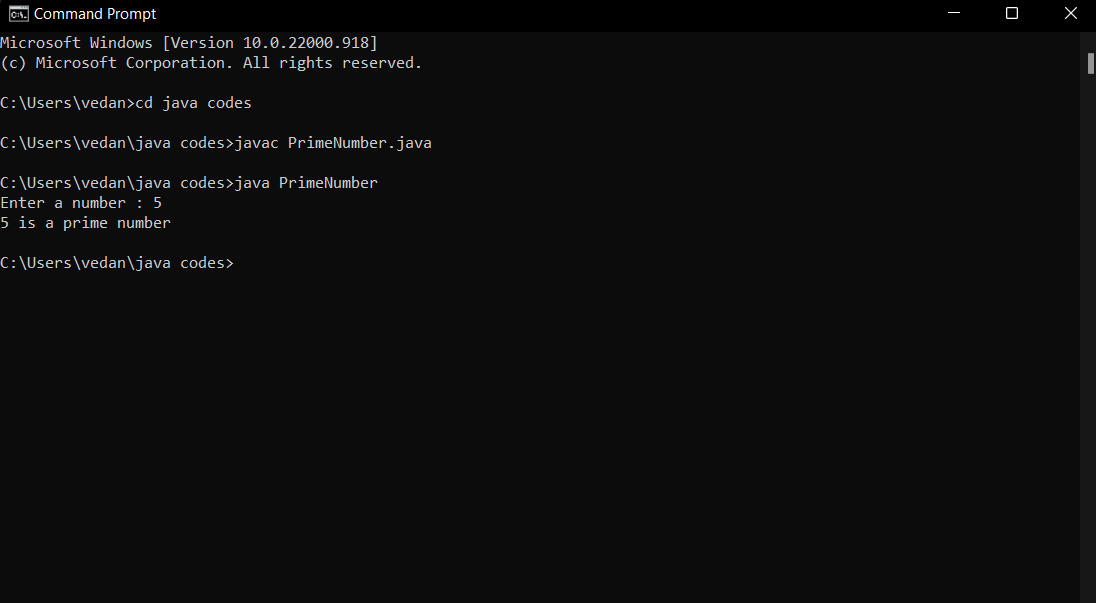 Command Prompt
Microsoft Windows [Version 10.0.22000.918]
(c) Microsoft Corporation. All rights reserved.
C:\Users\vedan>cd java codes
C:\Users\vedan\java codes>javac PrimeNumber.java
C:\Users\vedan\java codes>java PrimeNumber
Enter a number : 5
5 is a prime number
C:\Users\vedan\java codes>